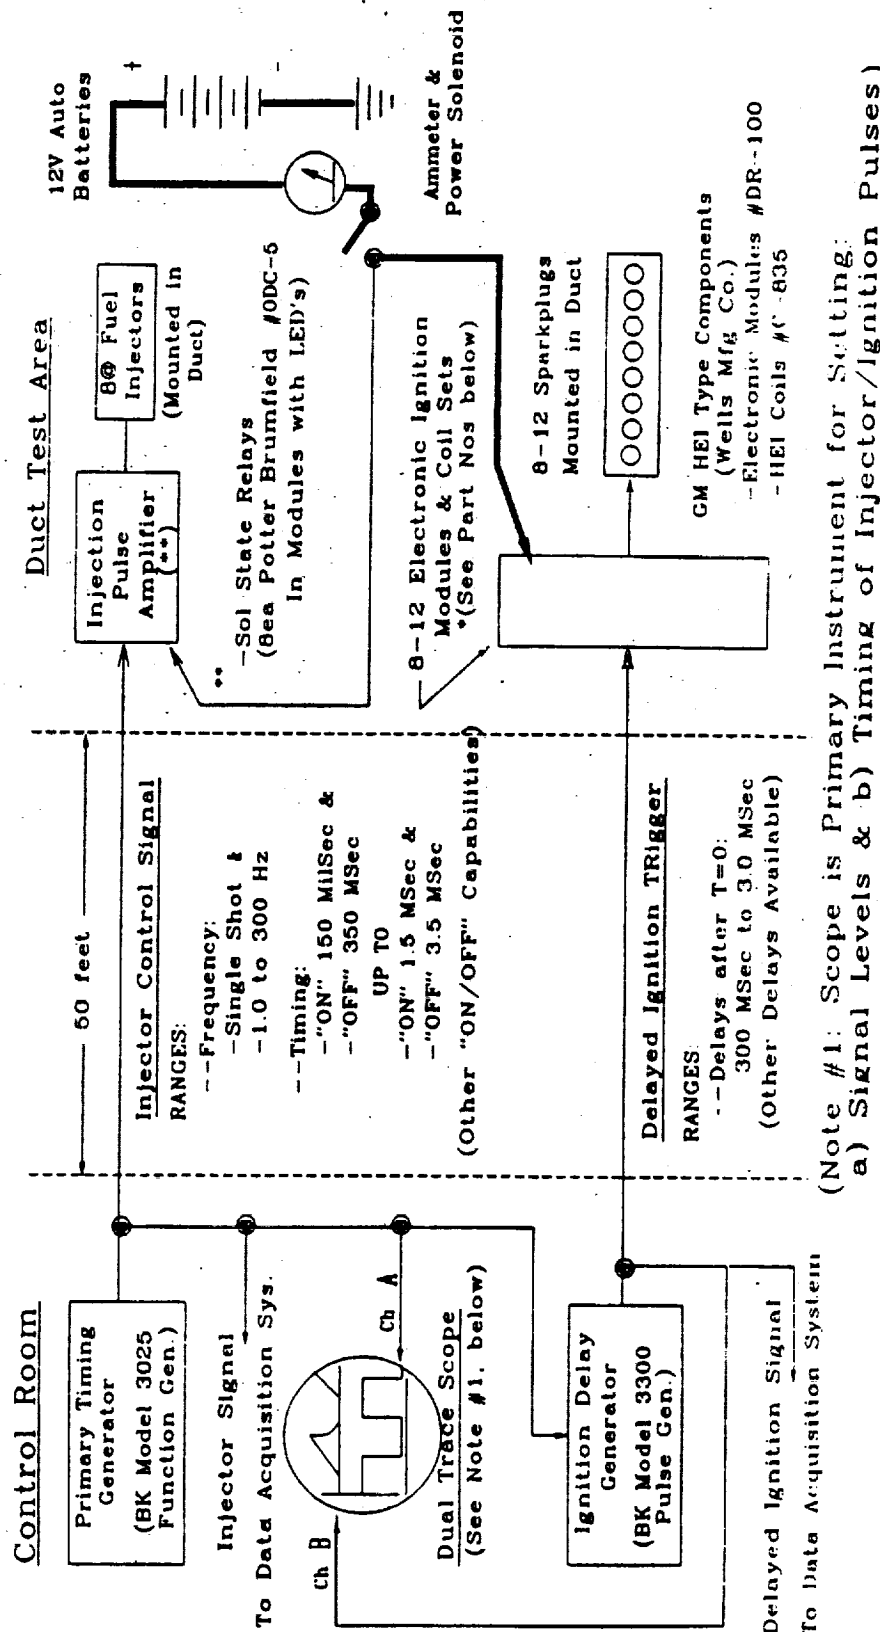 Control Room
Primary Timing
Generator
(BK Model 3025
Function Gen.)
Injector Signal
To Data Acquisition Sys.
Ch A
Ch B
Dual Trace Scope
(See Note #1, below)
Ignition Delay
Generator
(BK Model 3300
Pulse Gen.)
Delayed Ignition Signal
To Data Acquisition System
50 feet
Injector Control Signal
RANGES:
--Frequency:
-Single Shot &
-1.0 to 300 Hz
--Timing:
-"ON" 150 MilSec &
-"OFF" 350 MSec
UP TO
-"ON" 1.5 MSec &
-"OFF" 3.5 MSec
(Other "ON/OFF" Capabilities)
Delayed Ignition TRigger
RANGES:
--Delays after T=0:
300 MSec to 3.0 MSec
(Other Delays Available)
Duct Test Area
Injection
Pulse
Amplifier
(**)
8@ Fuel
Injectors
(Mounted in
Duct)
12V Auto
Batteries
+
-
Ammeter &
Power Solenoid
**
-Sol State Relays
(8ea Potter Brumfield #ODC-5
In Modules with LED's)
8-12 Electronic Ignition
Modules & Coil Sets
*(See Part Nos below)
8-12 Sparkplugs
Mounted in Duct
GM HEI Type Components
(Wells Mfg Co.)
-Electronic Modules #DR-100
-HEI Coils #C-835
(Note #1: Scope is Primary Instrument for Setting:
a) Signal Levels & b) Timing of Injector/Ignition Pulses)